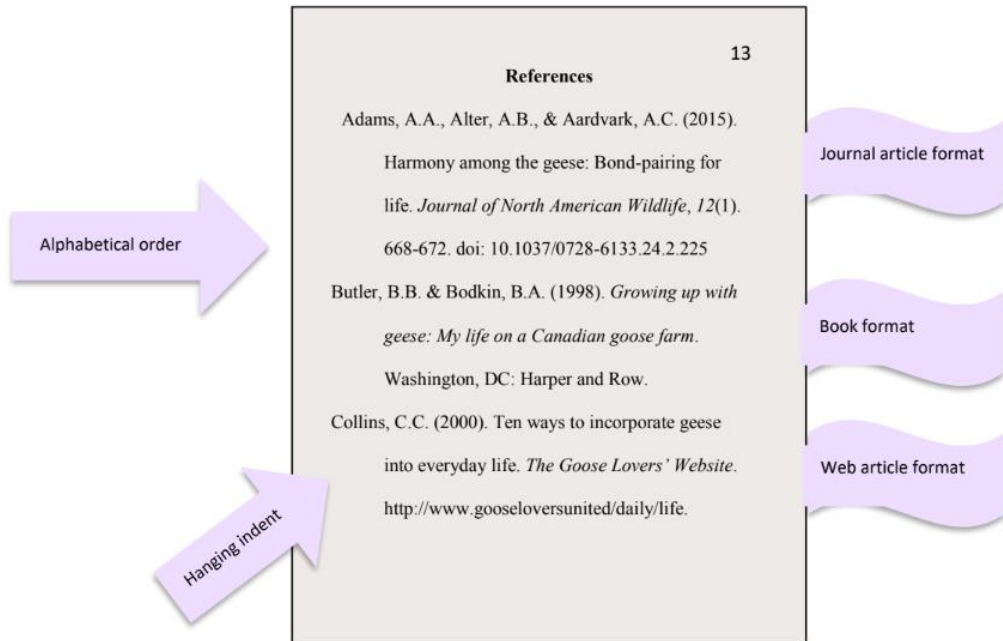 13
References
Adams, A.A., Alter, A.B., & Aardvark, A.C. (2015).
Harmony among the geese: Bond-pairing for
life. Journal of North American Wildlife, 12(1).
668-672. doi: 10.1037/0728-6133.24.2.225
Butler, B.B. & Bodkin, B.A. (1998). Growing up with
geese: My life on a Canadian goose farm.
Washington, DC: Harper and Row.
Collins, C.C. (2000). Ten ways to incorporate geese
into everyday life. The Goose Lovers’ Website.
http://www.gooseloversunited/daily/life.
Alphabetical order
Hanging indent
Journal article format
Book format
Web article format